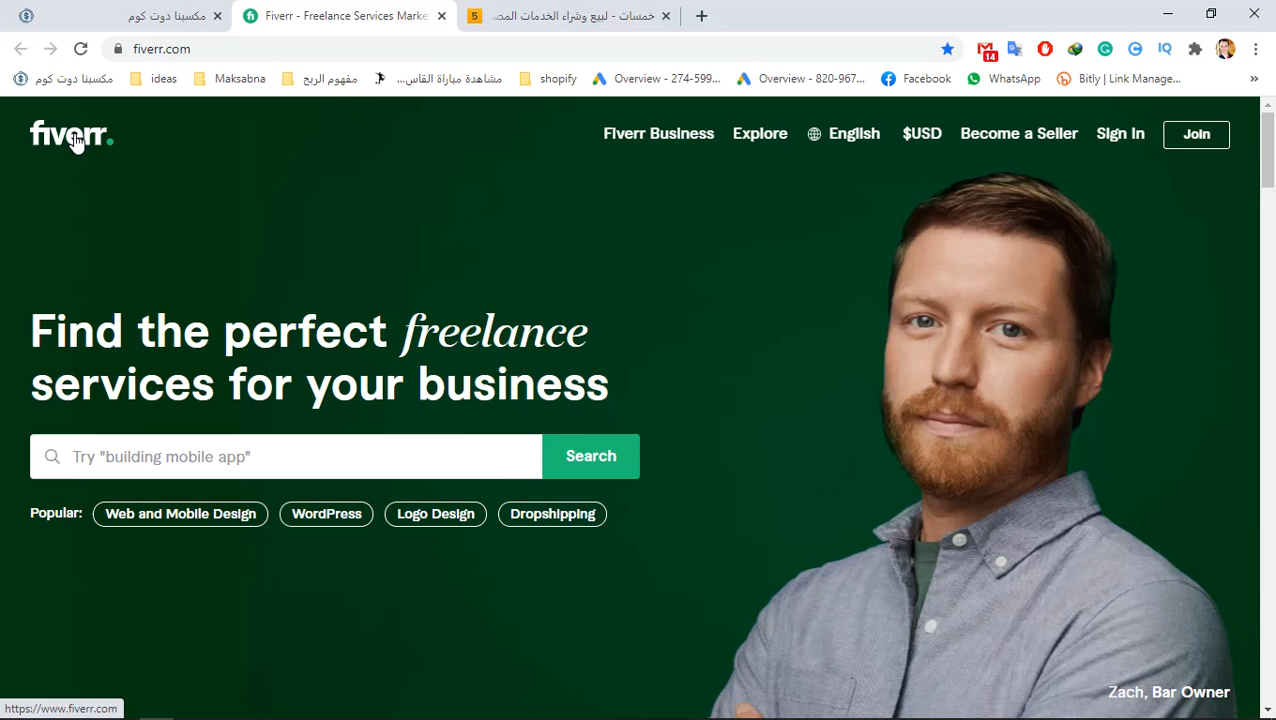 مكسبنا دوت كوم
Fiverr - Freelance Services Marke
خمسات - لبيع وشراء الخدمات المص
fiverr.com
14
مكسبنا دوت كوم
ideas
Maksabna
مفهوم الربح
مشاهدة مباراة القاس...
shopify
Overview - 274-599...
Overview - 820-967...
Facebook
WhatsApp
Bitly | Link Manage...
fiverr.
Fiverr Business
Explore
English
$USD
Become a Seller
Sign In
Join
Find the perfect freelance
services for your business
Try "building mobile app"
Search
Popular:
Web and Mobile Design
WordPress
Logo Design
Dropshipping
Zach, Bar Owner
https://www.fiverr.com